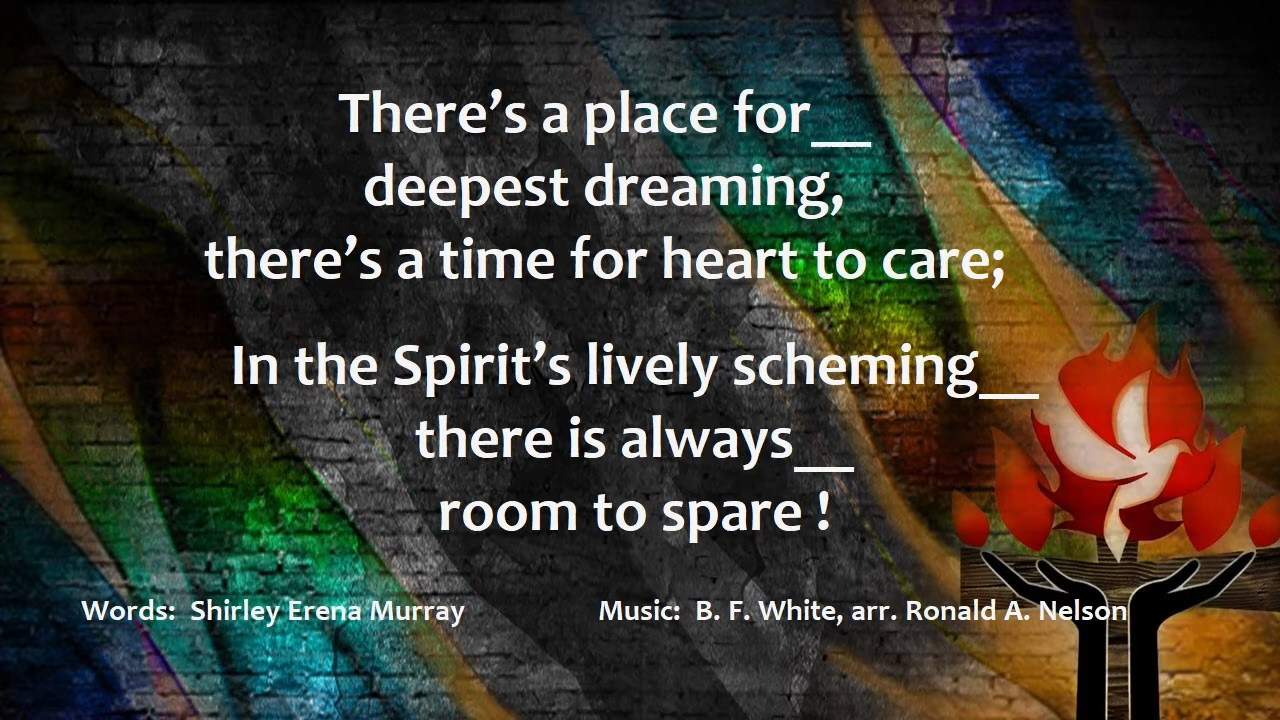 There’s a place for__
deepest dreaming,
there’s a time for heart to care;
In the Spirit’s lively scheming__
there is always__
room to spare !
Words:  Shirley Erena Murray
Music:  B. F. White, arr. Ronald A. Nelson